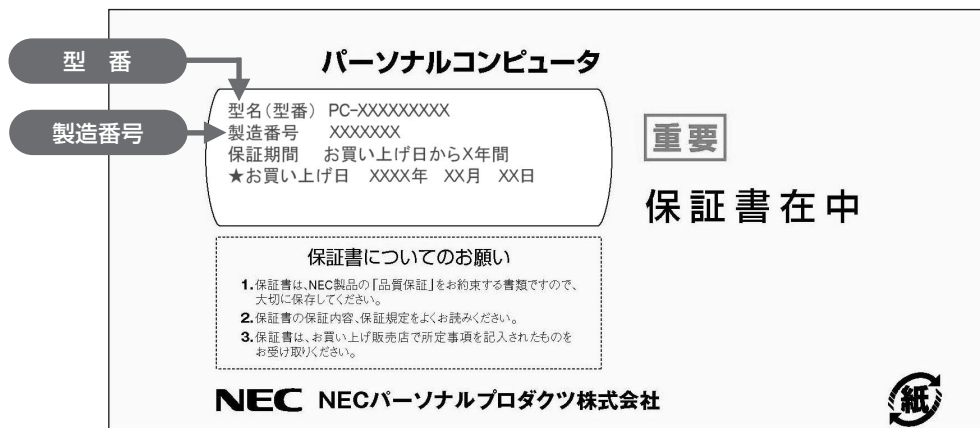 パーソナルコンピュータ
型 番
型名(型番) PC-XXXXXXXXX
製造番号
製造番号 XXXXXXX
保証期間 お買い上げ日からX年間
★お買い上げ日 XXXX年 XX月 XX日
重要
保証書在中
保証書についてのお願い
1.保証書は、NEC製品の「品質保証」をお約束する書類ですので、
大切に保存してください。
2.保証書の保証内容、保証規定をよくお読みください。
3.保証書は、お買い上げ販売店で所定事項を記入されたものを
お受け取りください。
NEC NECパーソナルプロダクツ株式会社
紙